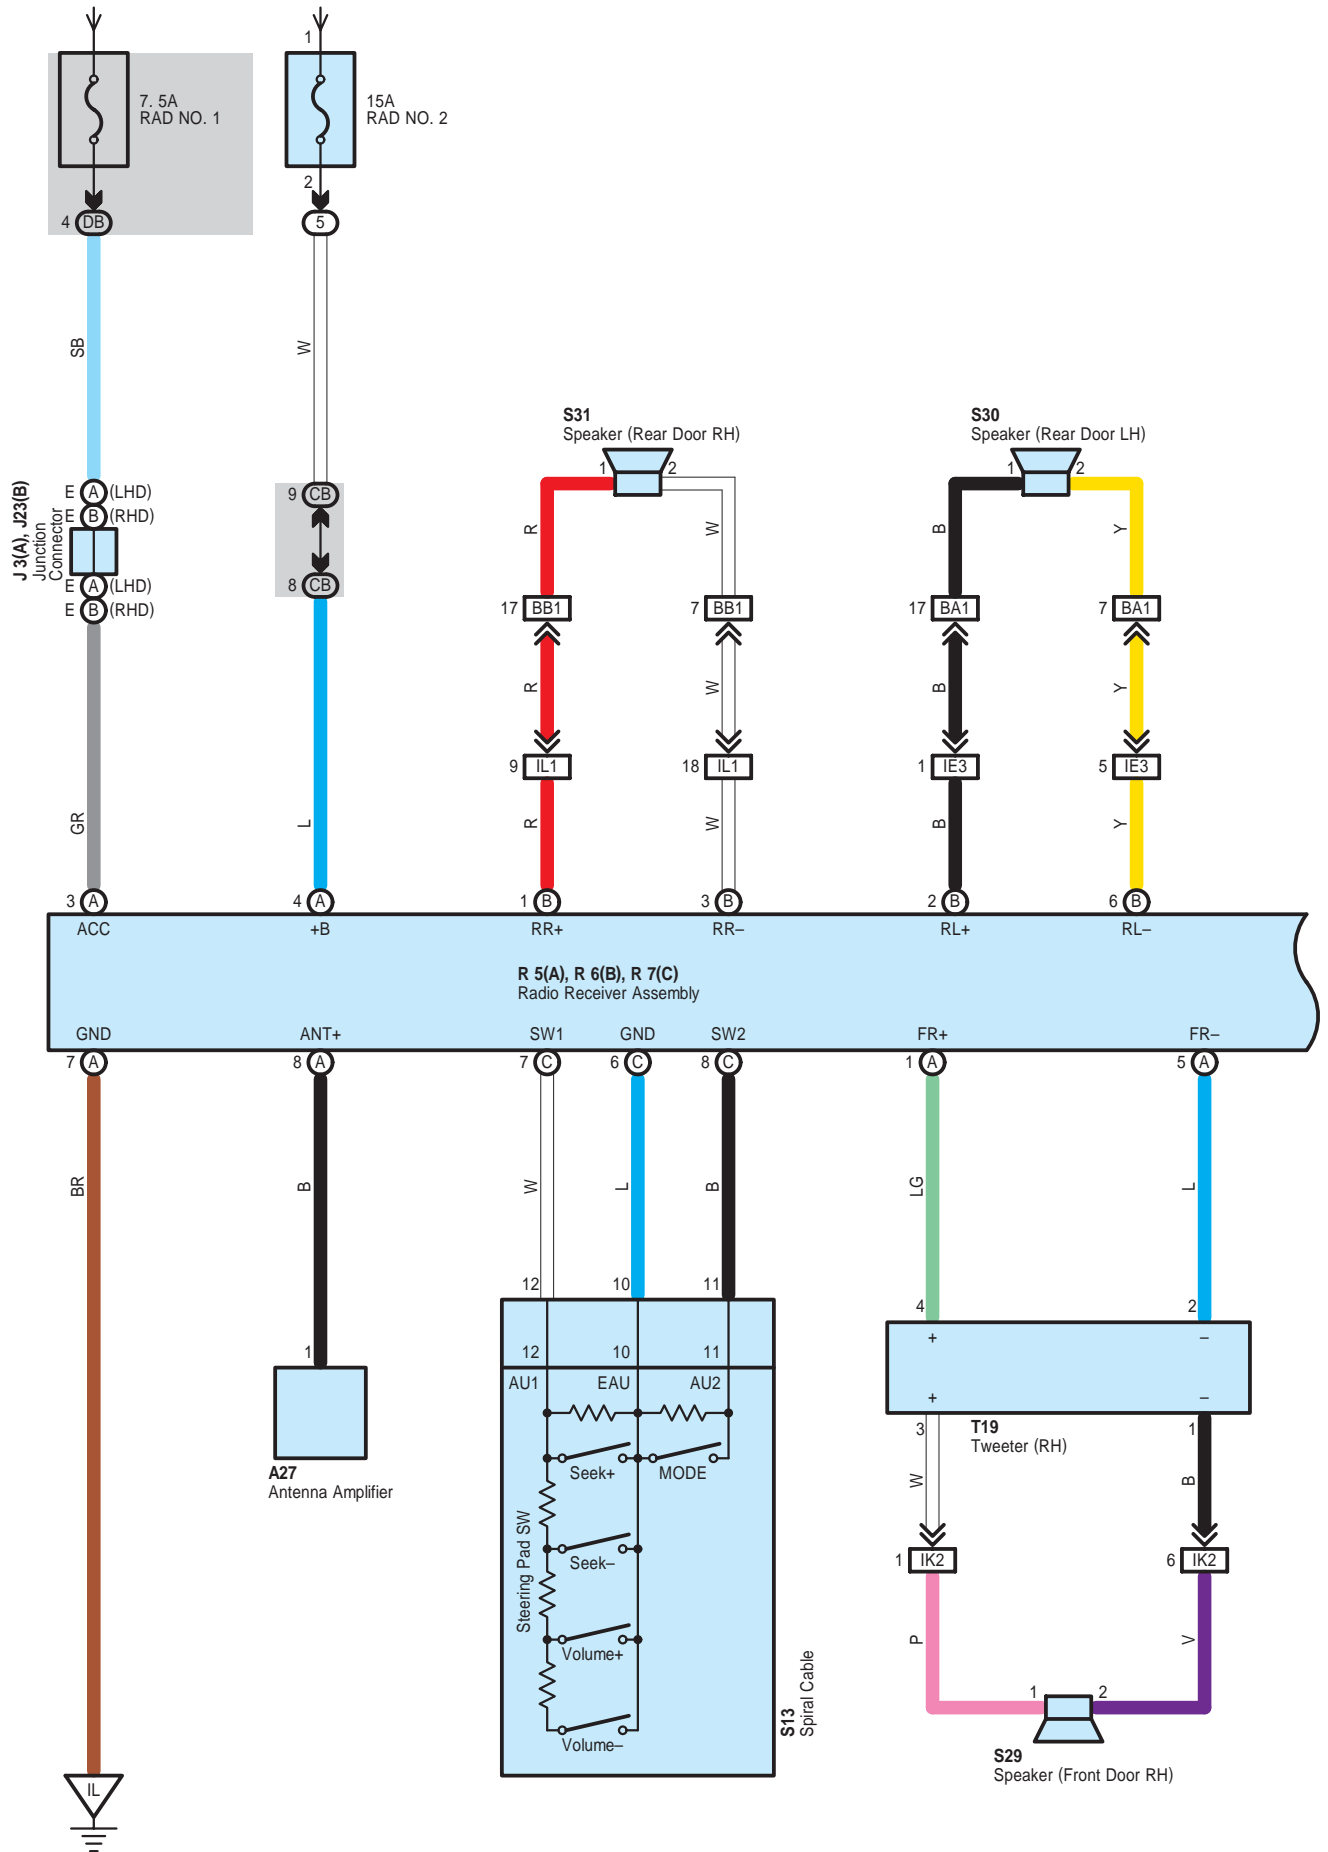 1
7. 5A
RAD NO. 1
15A
RAD NO. 2
2
4 DB
5
SB
W
S31
Speaker (Rear Door RH)
1 2
S30
Speaker (Rear Door LH)
1 2
J 3(A), J23(B)
Junction
Connector
E A (LHD)
E B (RHD)
E A (LHD)
E B (RHD)
9 CB
8 CB
R W B Y
17 BB1 7 BB1 17 BA1 7 BA1
R W B Y
9 IL1 18 IL1 1 IE3 5 IE3
GR L R W B Y
3 A 4 A 1 B 3 B 2 B 6 B
ACC +B RR+ RR– RL+ RL–
R 5(A), R 6(B), R 7(C)
Radio Receiver Assembly
GND ANT+ SW1 GND SW2 FR+ FR–
7 A 8 A 7 C 6 C 8 C 1 A 5 A
BR B W L B LG L
12 10 11 4 2
1 12 10 11 + –
AU1 EAU AU2 + –
3 1
T19
Tweeter (RH)
A27
Antenna Amplifier
Seek+ MODE
Steering Pad SW
W B
Seek–
1 IK2 6 IK2
Volume+
P V
Volume–
S13
Spiral Cable
1 2
S29
Speaker (Front Door RH)
IL